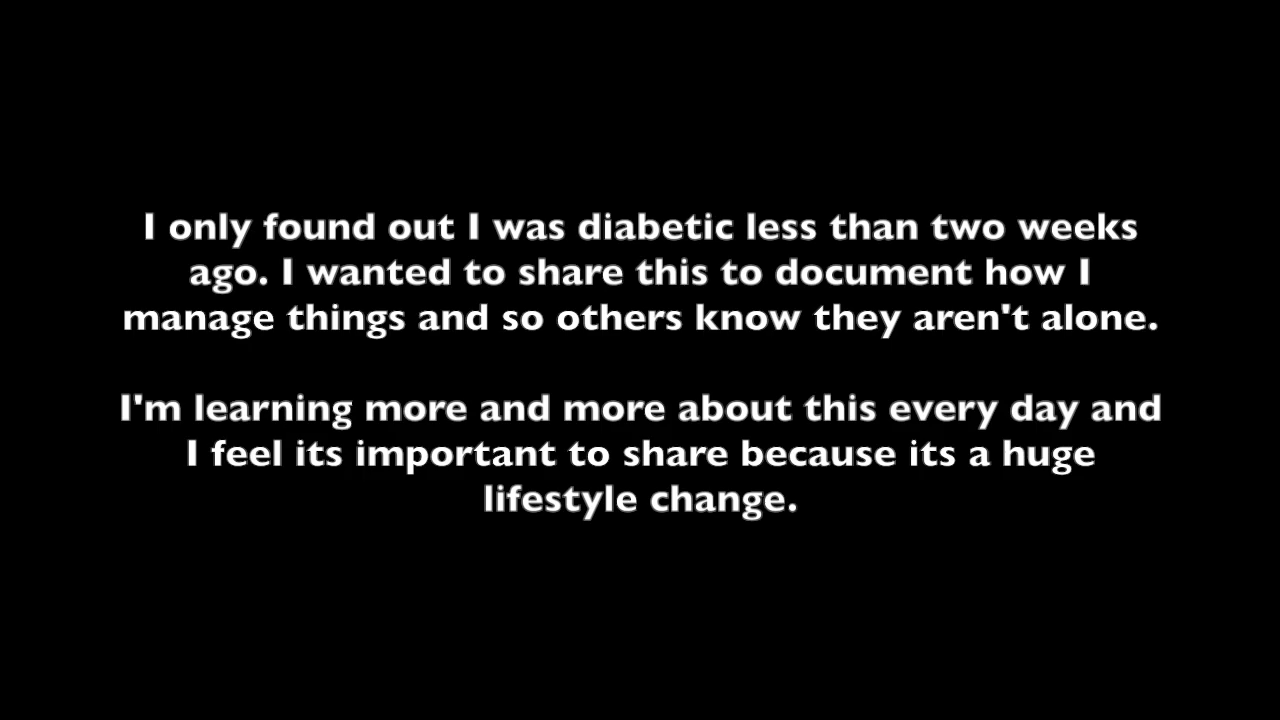 I only found out I was diabetic less than two weeks
ago. I wanted to share this to document how I
manage things and so others know they aren't alone.
I'm learning more and more about this every day and
I feel its important to share because its a huge
lifestyle change.